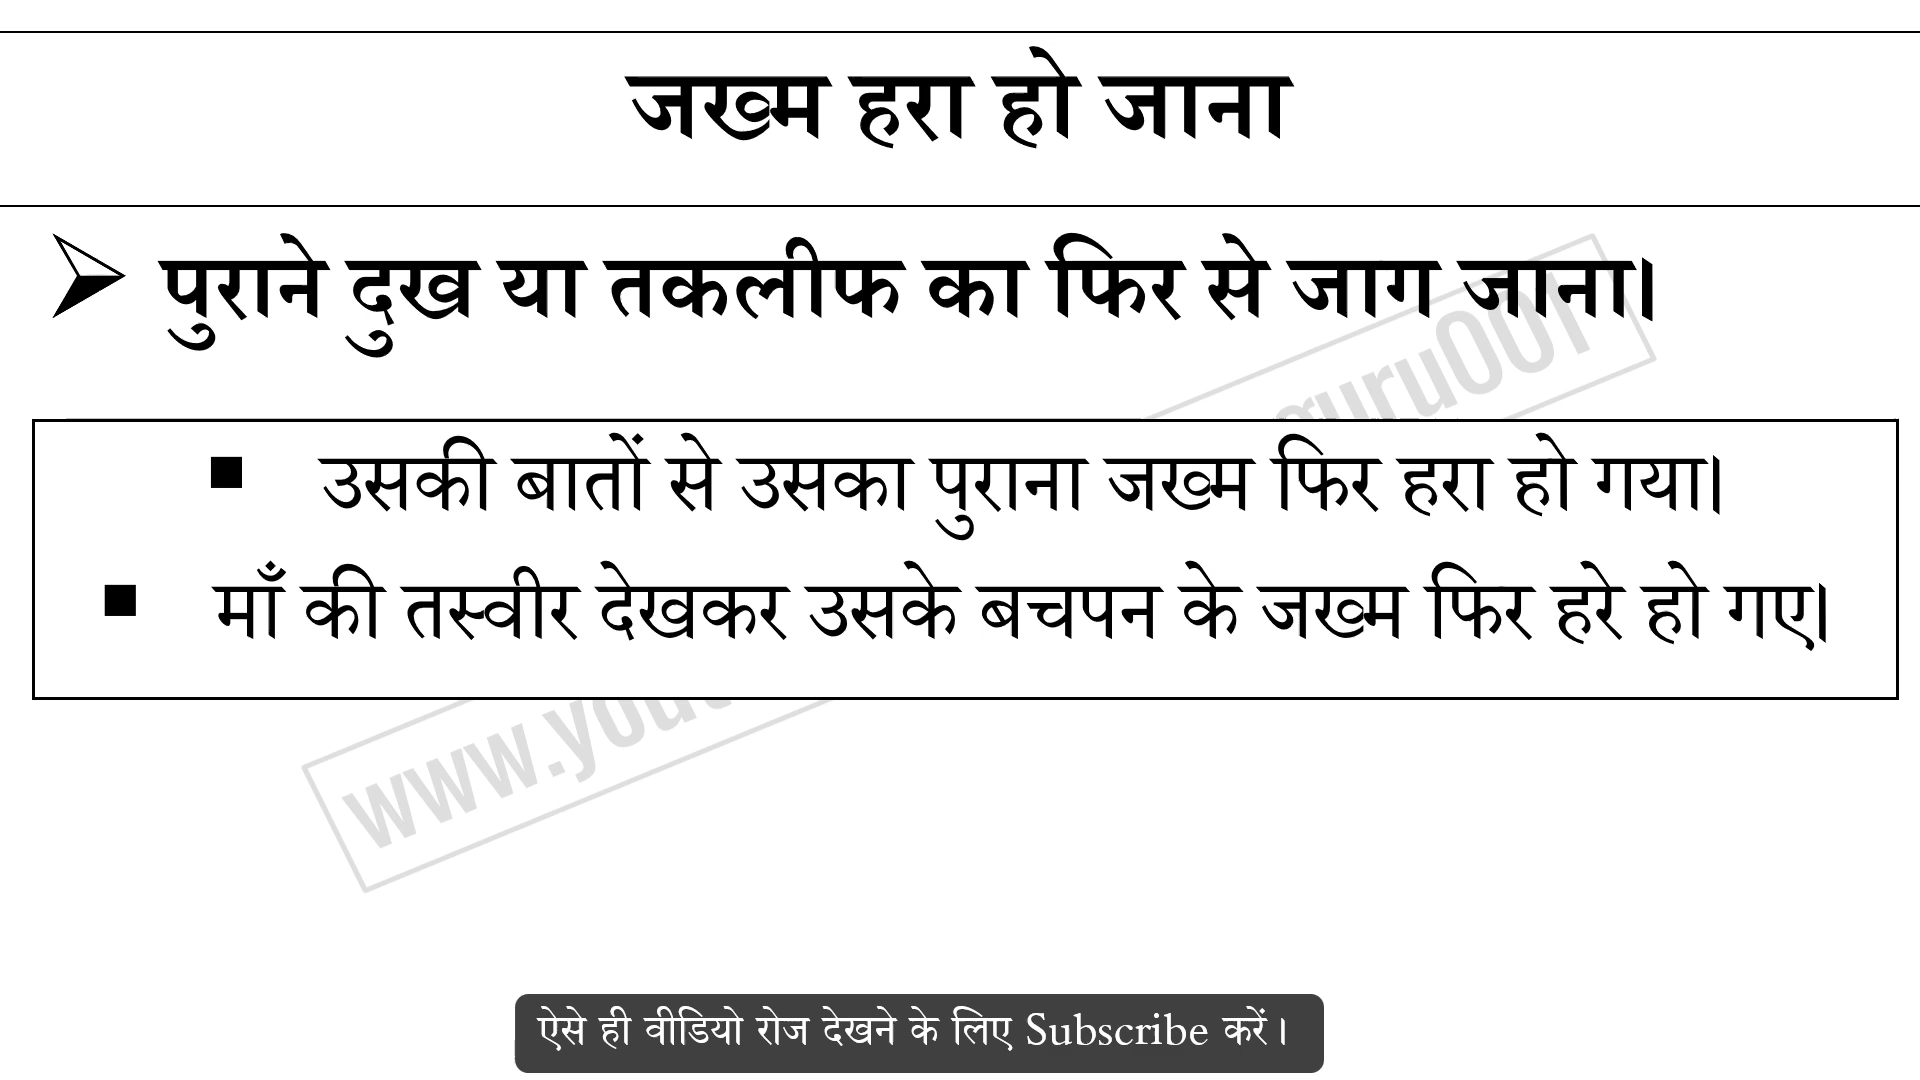 जख्म हरा हो जाना
पुराने दुख या तकलीफ का फिर से जाग जाना।
उसकी बातों से उसका पुराना जख्म फिर हरा हो गया।
माँ की तस्वीर देखकर उसके बचपन के जख्म फिर हरे हो गए।
ऐसे ही वीडियो रोज देखने के लिए Subscribe करें।